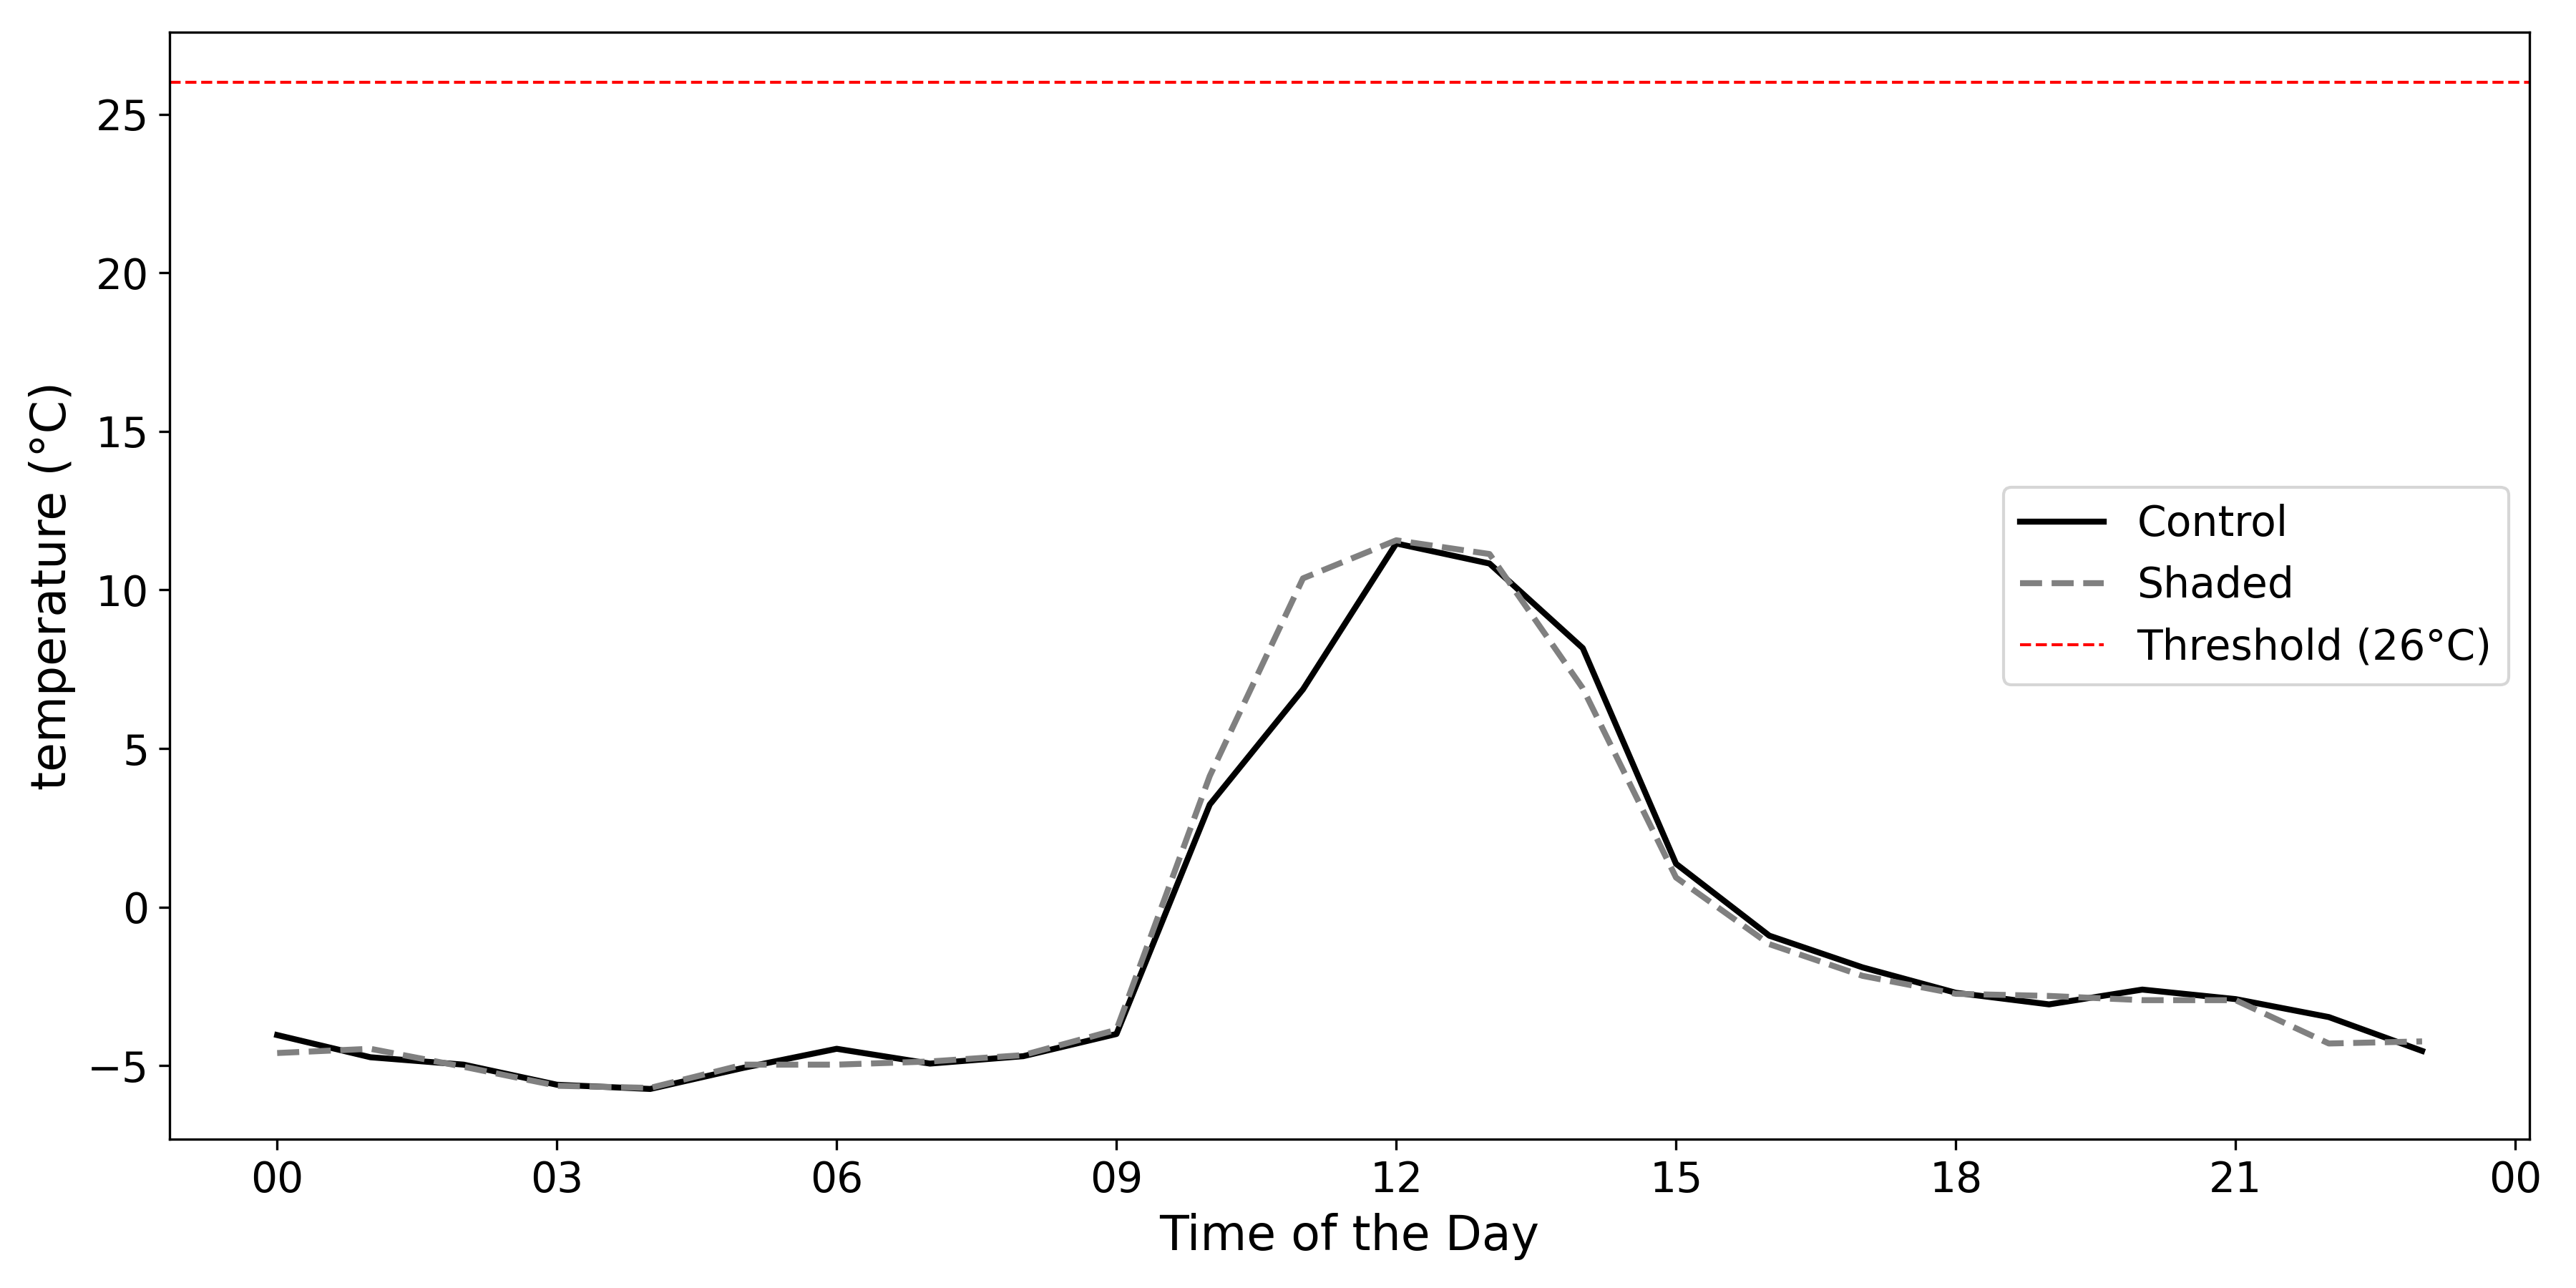 25
20
15
10
5
0
−5
temperature (°C)
Control
Shaded
Threshold (26°C)
00 03 06 09 12 15 18 21 00
Time of the Day